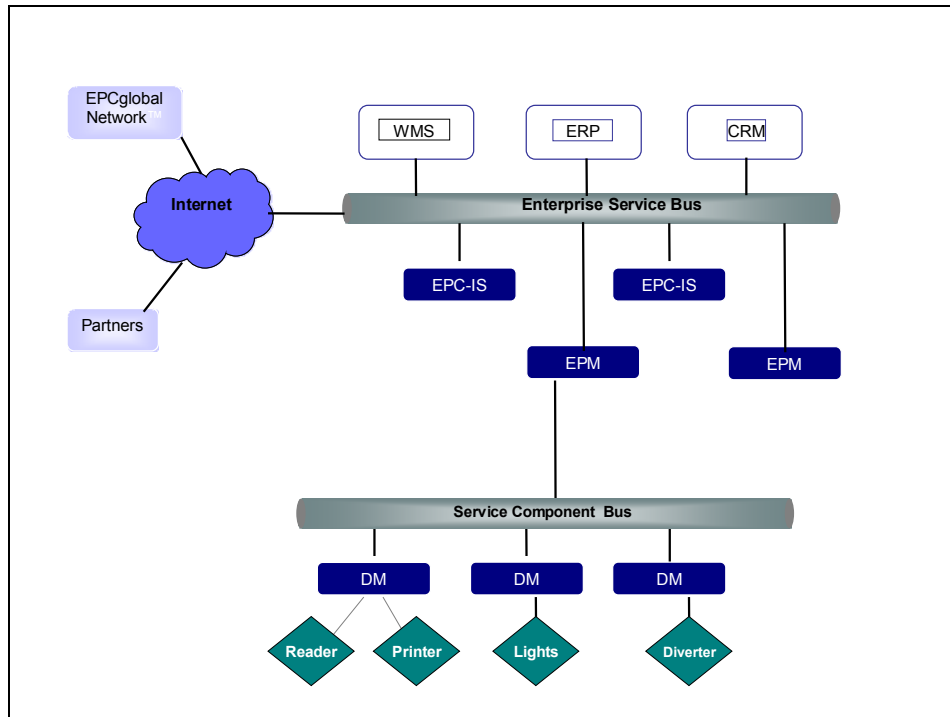 EPCglobal
Network™
WMS
ERP
CRM
Internet
Enterprise Service Bus
EPC-IS
EPC-IS
Partners
EPM
EPM
Service Component Bus
DM
DM
DM
Reader
Printer
Lights
Diverter